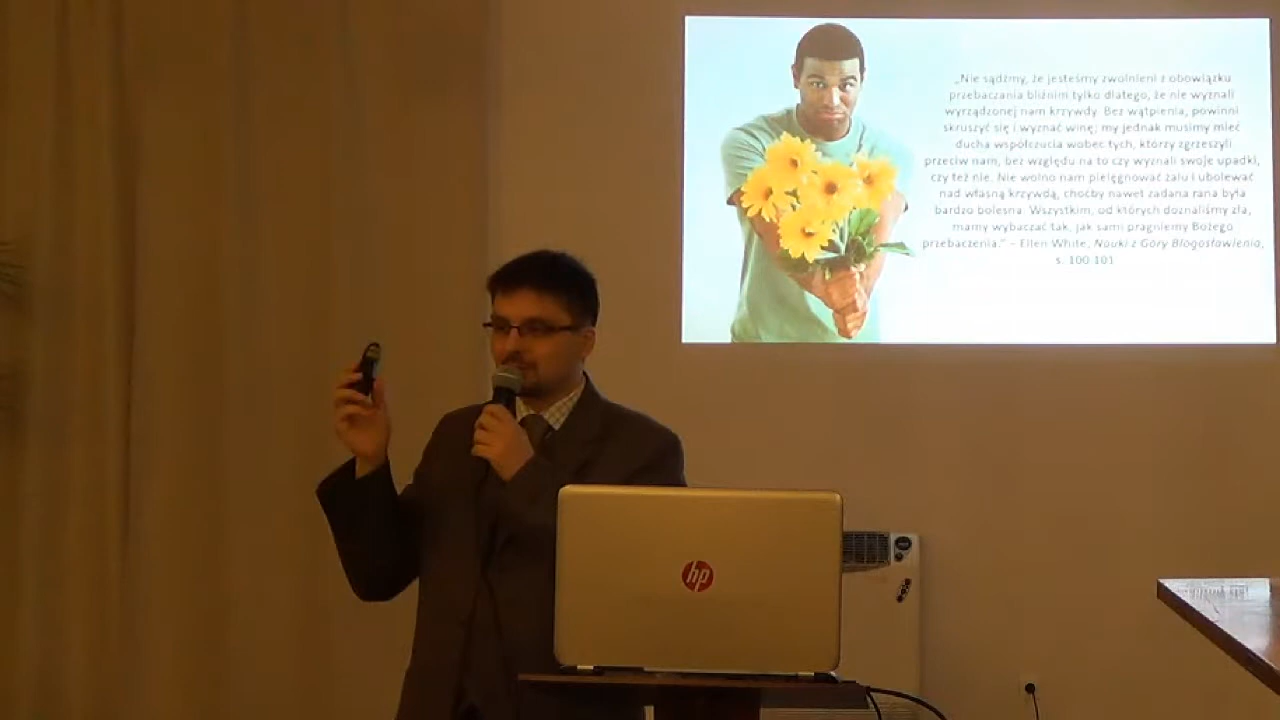 „Nie sądźmy, że jesteśmy zwolnieni z obowiązku
przebaczania bliźnim tylko dlatego, że nie wyznali
wyrządzonej nam krzywdy. Bez wątpienia, powinni
skruszyć się i wyznać winę; my jednak musimy mieć
ducha współczucia wobec tych, którzy zgrzeszyli
przeciw nam, bez względu na to czy wyznali swoje upadki,
czy też nie. Nie wolno nam pielęgnować żalu i ubolewać
nad własną krzywdą, choćby nawet zadana rana była
bardzo bolesna. Wszystkim, od których doznaliśmy zła,
mamy wybaczać tak, jak sami pragniemy Bożego
przebaczenia.” – Ellen White, Nauki z Góry Błogosławienia,
s. 100.101
hp